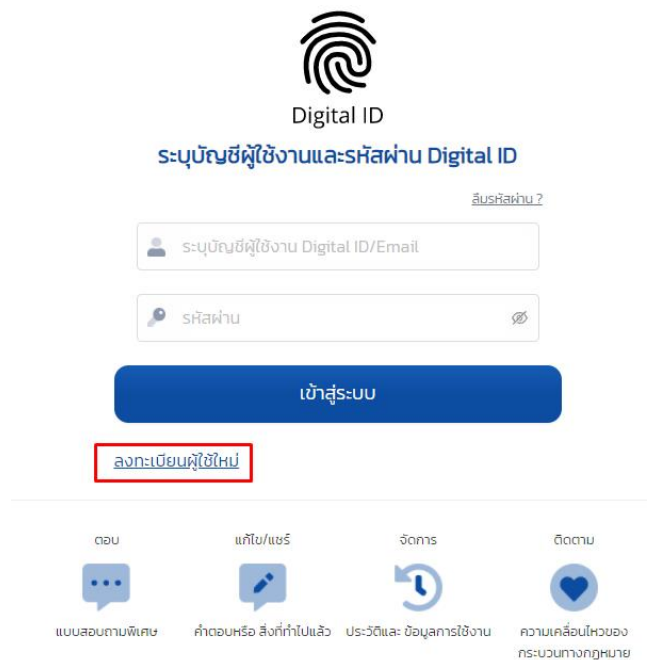 Digital ID
ระบุบัญชีผู้ใช้งานและรหัสผ่าน Digital ID
ลืมรหัสผ่าน ?
ระบุบัญชีผู้ใช้งาน Digital ID/Email
รหัสผ่าน
เข้าสู่ระบบ
ลงทะเบียนผู้ใช้ใหม่
ตอบ
แบบสอบถามพิเศษ
แก้ไข/แชร์
คำตอบหรือ สิ่งที่ทำไปแล้ว
จัดการ
ประวัติและ ข้อมูลการใช้งาน
ติดตาม
ความเคลื่อนไหวของ
กระบวนทางกฎหมาย